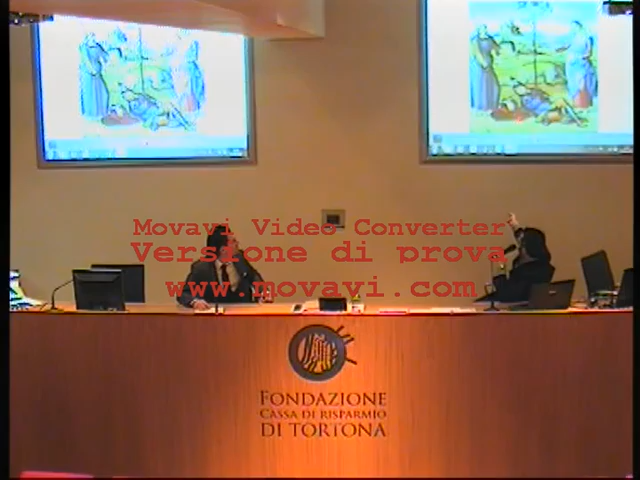 Movavi Video Converter
Versione di prova
www.movavi.com
FONDAZIONE
CASSA DI RISPARMIO
DI TORTONA